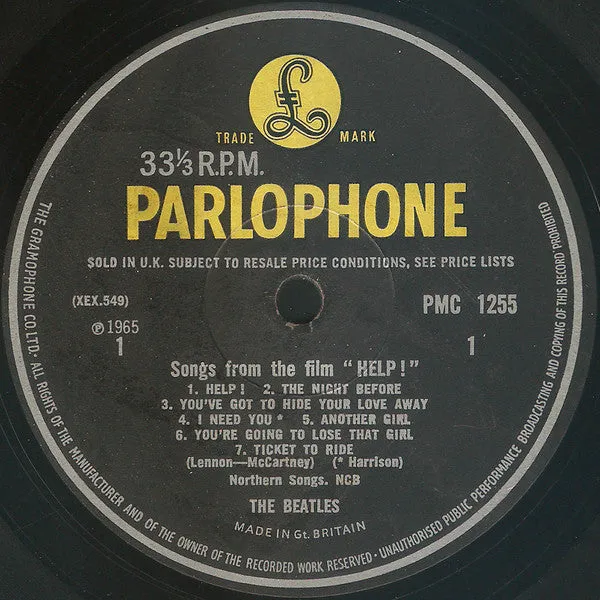 £
TRADE MARK
33⅓ R.P.M.
PARLOPHONE
SOLD IN U.K. SUBJECT TO RESALE PRICE CONDITIONS, SEE PRICE LISTS
(XEX.549)
PMC 1255
℗ 1965
1
1
Songs from the film "HELP!"
1. HELP! 2. THE NIGHT BEFORE
3. YOU'VE GOT TO HIDE YOUR LOVE AWAY
4. I NEED YOU * 5. ANOTHER GIRL
6. YOU'RE GOING TO LOSE THAT GIRL
7. TICKET TO RIDE
(Lennon—McCartney) (* Harrison)
Northern Songs. NCB
THE BEATLES
MADE IN Gt. BRITAIN
THE GRAMOPHONE CO. LTD. ALL RIGHTS OF THE MANUFACTURER AND OF THE OWNER OF THE RECORDED WORK RESERVED · UNAUTHORISED PUBLIC PERFORMANCE BROADCASTING AND COPYING OF THIS RECORD PROHIBITED